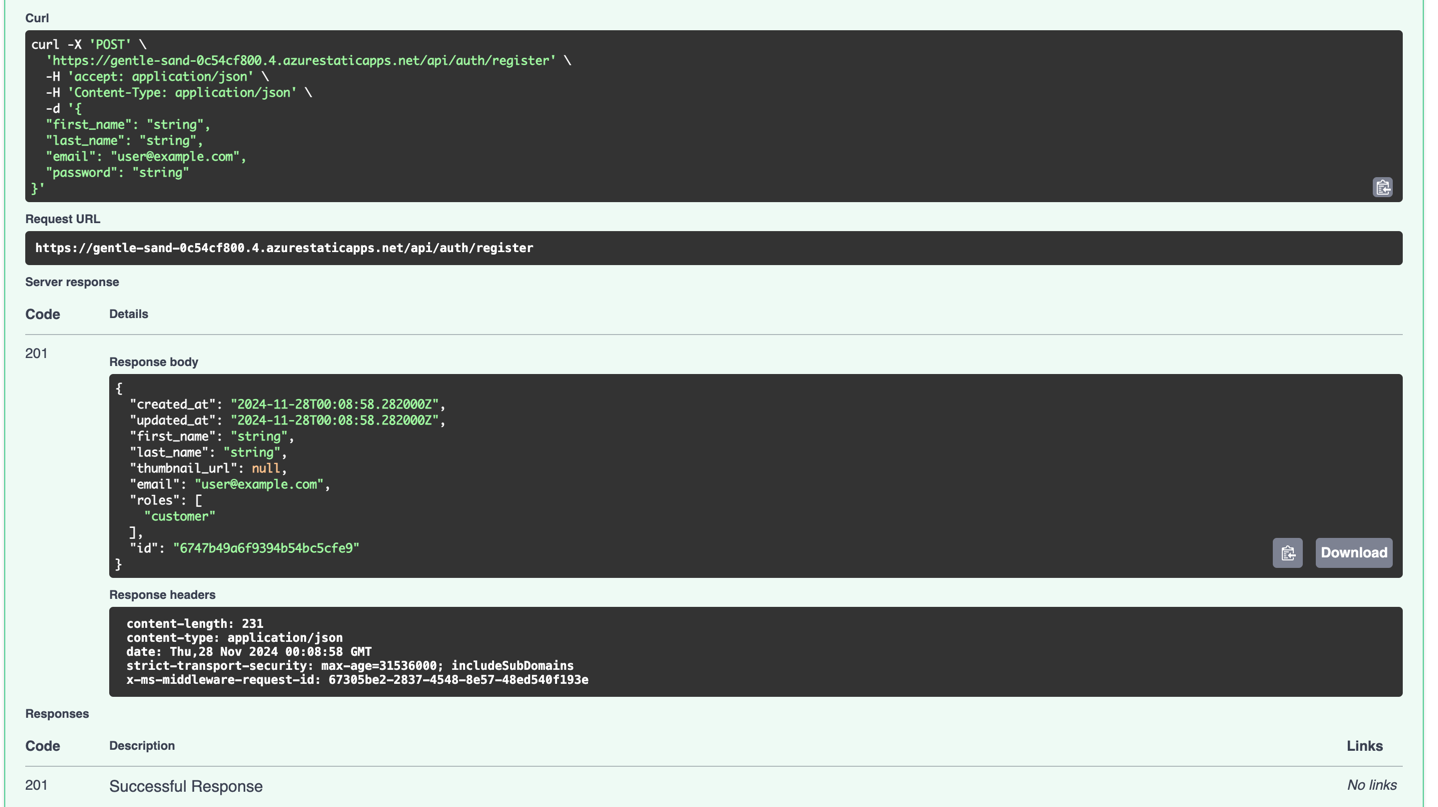 Curl
curl -X 'POST' \
'https://gentle-sand-0c54cf800.4.azurestaticapps.net/api/auth/register' \
-H 'accept: application/json' \
-H 'Content-Type: application/json' \
-d '{
"first_name": "string",
"last_name": "string",
"email": "user@example.com",
"password": "string"
}'
Request URL
https://gentle-sand-0c54cf800.4.azurestaticapps.net/api/auth/register
Server response
Code Details
201
Response body
{
"created_at": "2024-11-28T00:08:58.282000Z",
"updated_at": "2024-11-28T00:08:58.282000Z",
"first_name": "string",
"last_name": "string",
"thumbnail_url": null,
"email": "user@example.com",
"roles": [
"customer"
],
"id": "6747b49a6f9394b54bc5cfe9"
}
Download
Response headers
content-length: 231
content-type: application/json
date: Thu,28 Nov 2024 00:08:58 GMT
strict-transport-security: max-age=31536000; includeSubDomains
x-ms-middleware-request-id: 67305be2-2837-4548-8e57-48ed540f193e
Responses
Code Description Links
201 Successful Response No links